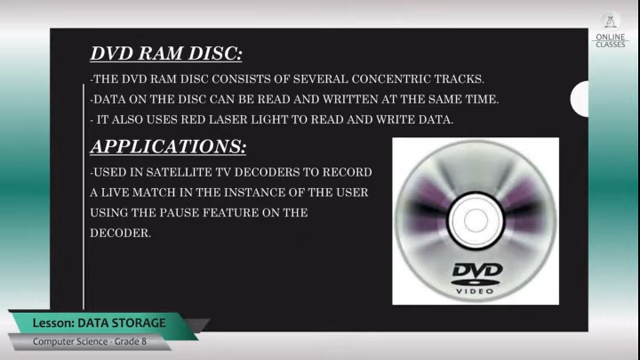 ONLINE
CLASSES
DVD RAM DISC:
-THE DVD RAM DISC CONSISTS OF SEVERAL CONCENTRIC TRACKS.
-DATA ON THE DISC CAN BE READ AND WRITTEN AT THE SAME TIME.
- IT ALSO USES RED LASER LIGHT TO READ AND WRITE DATA.
APPLICATIONS:
-USED IN SATELLITE TV DECODERS TO RECORD
A LIVE MATCH IN THE INSTANCE OF THE USER
USING THE PAUSE FEATURE ON THE
DECODER.
DVD
VIDEO
Lesson: DATA STORAGE
Computer Science - Grade 8